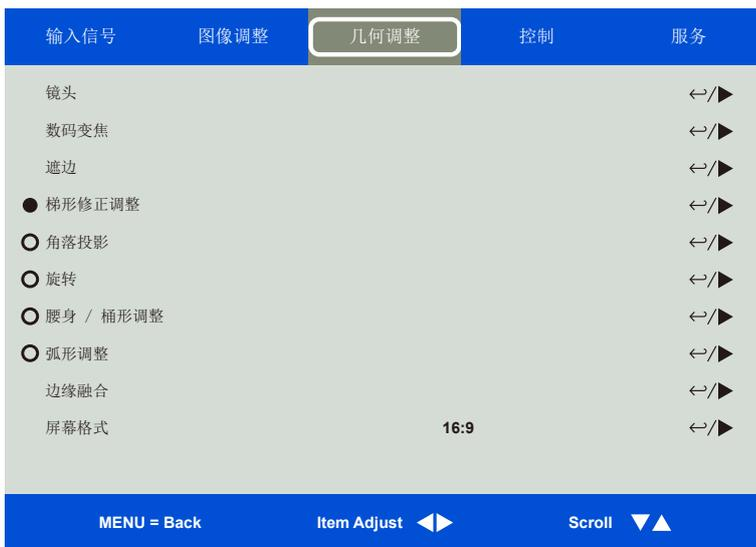 输入信号 图像调整 几何调整 控制 服务
镜头 ↩/▶
数码变焦 ↩/▶
遮边 ↩/▶
梯形修正调整 ↩/▶
角落投影 ↩/▶
旋转 ↩/▶
腰身 / 桶形调整 ↩/▶
弧形调整 ↩/▶
边缘融合 ↩/▶
屏幕格式 16:9 ↩/▶
MENU = Back Item Adjust ◀▶ Scroll ▼▲